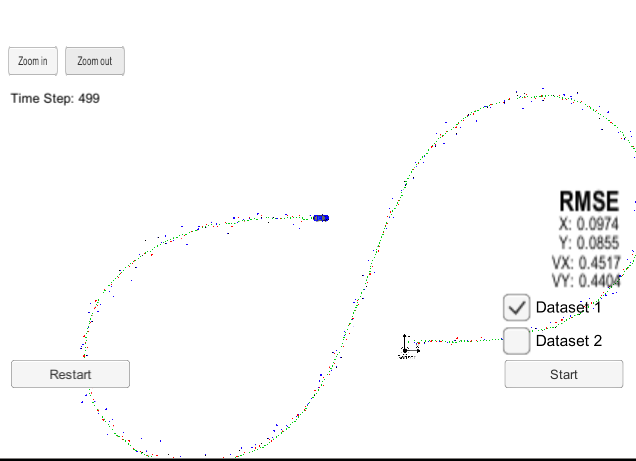 Zoom in
Zoom out
Time Step: 499
RMSE
X: 0.0974
Y: 0.0855
VX: 0.4517
VY: 0.4404
Dataset 1
Dataset 2
Restart
Start